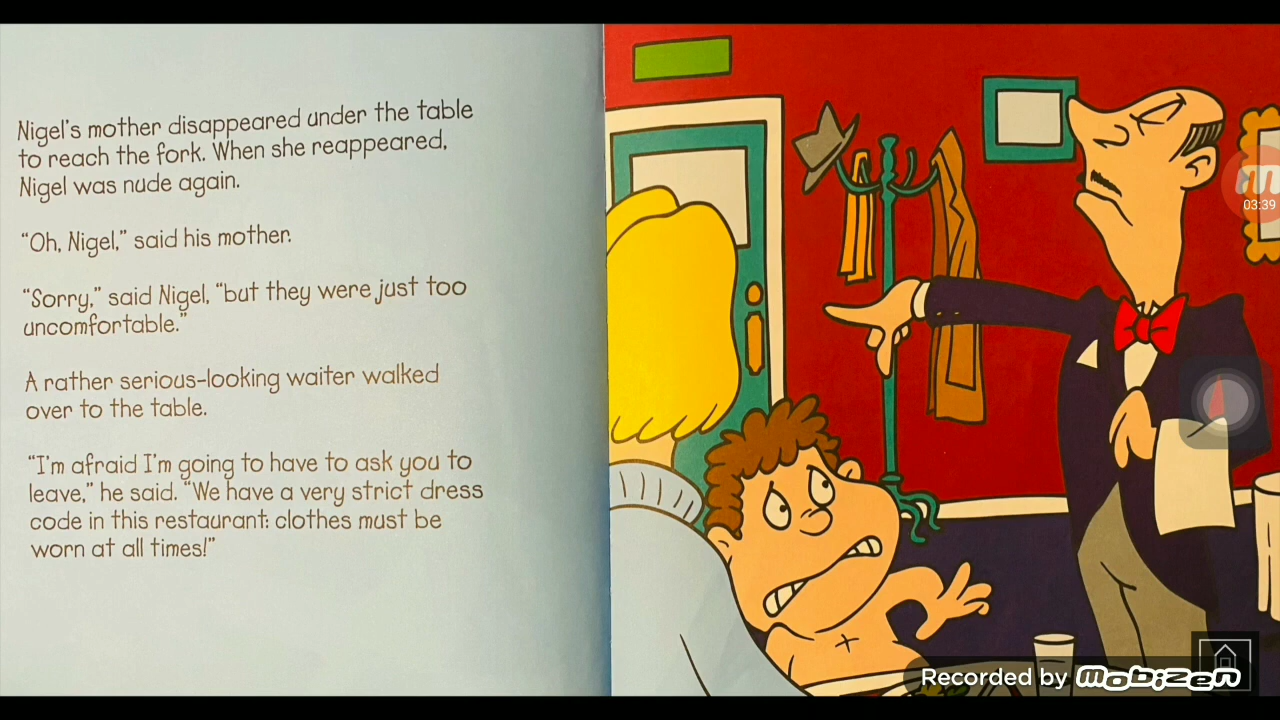 Nigel's mother disappeared under the table
to reach the fork. When she reappeared,
Nigel was nude again.
"Oh, Nigel," said his mother.
"Sorry," said Nigel, "but they were just too
uncomfortable."
A rather serious-looking waiter walked
over to the table.
"I'm afraid I'm going to have to ask you to
leave," he said. "We have a very strict dress
code in this restaurant: clothes must be
worn at all times!"
03:39
Recorded by mobizen